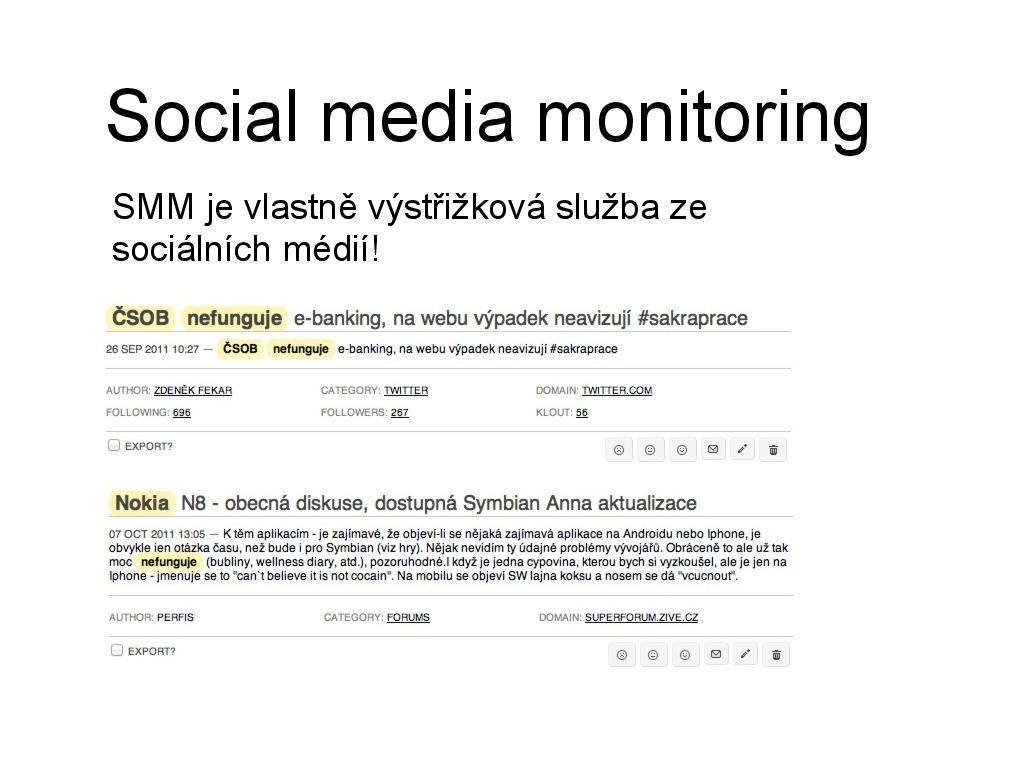 Social media monitoring
SMM je vlastně výstřižková služba ze
sociálních médií!
ČSOB nefunguje e-banking, na webu výpadek neavizují #sakraprace
26 SEP 2011 10:27 — ČSOB nefunguje e-banking, na webu výpadek neavizují #sakraprace
AUTHOR: ZDENĚK FEKAR CATEGORY: TWITTER DOMAIN: TWITTER.COM
FOLLOWING: 696 FOLLOWERS: 267 KLOUT: 56
EXPORT?
Nokia N8 - obecná diskuse, dostupná Symbian Anna aktualizace
07 OCT 2011 13:05 — K těm aplikacím - je zajímavé, že objeví-li se nějaká zajímavá aplikace na Androidu nebo Iphone, je
obvykle jen otázka času, než bude i pro Symbian (viz hry). Nějak nevidím ty údajné problémy vývojářů. Obráceně to ale už tak
moc nefunguje (bubliny, wellness diary, atd.), pozoruhodné.I když je jedna cypovina, kterou bych si vyzkoušel, ale je jen na
Iphone - jmenuje se to "can`t believe it is not cocain". Na mobilu se objeví SW lajna koksu a nosem se dá "vcucnout".
AUTHOR: PERFIS CATEGORY: FORUMS DOMAIN: SUPERFORUM.ZIVE.CZ
EXPORT?